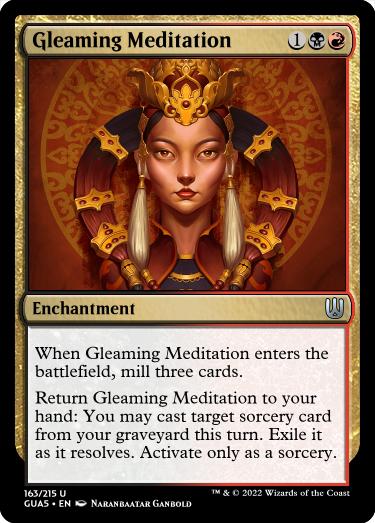 Gleaming Meditation 1
Enchantment
When Gleaming Meditation enters the
battlefield, mill three cards.
Return Gleaming Meditation to your
hand: You may cast target sorcery card
from your graveyard this turn. Exile it
as it resolves. Activate only as a sorcery.
163/215 U
GUA5 • EN Naranbaatar Ganbold
™ & © 2022 Wizards of the Coast